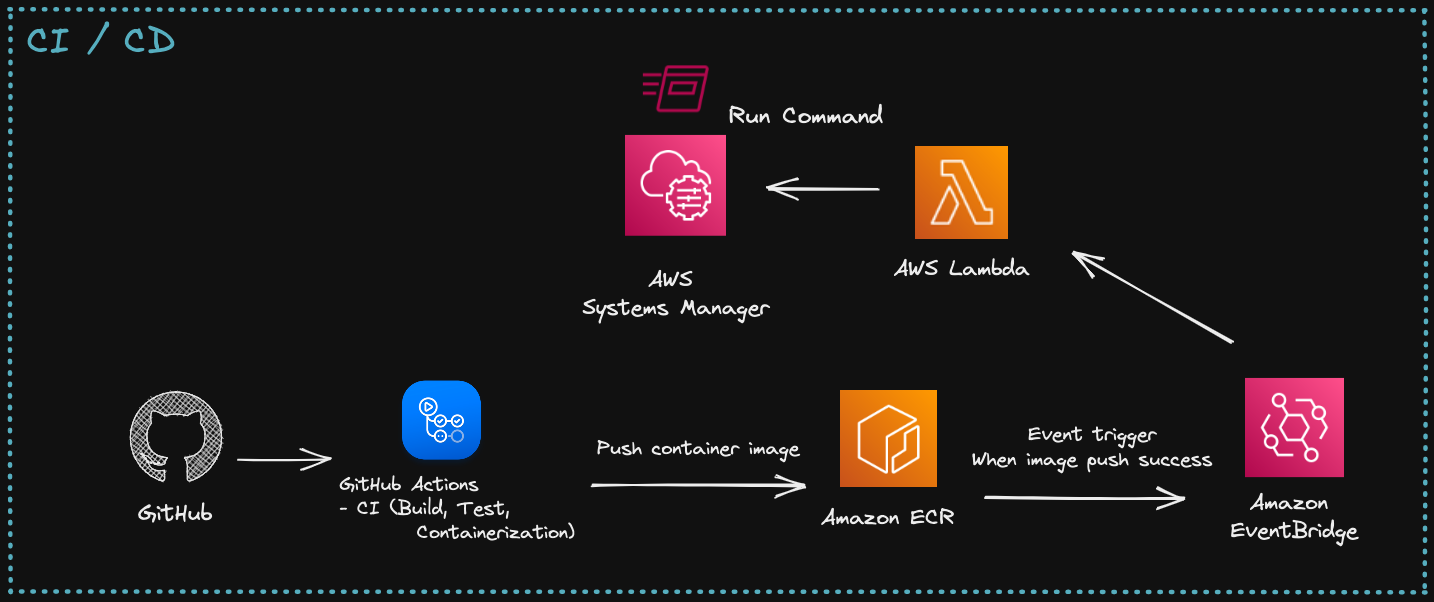 CI / CD
Run Command
AWS
Systems Manager
AWS Lambda
GitHub
GitHub Actions
- CI (Build, Test,
Containerization)
Push container image
Amazon ECR
Event trigger
When image push success
Amazon
EventBridge